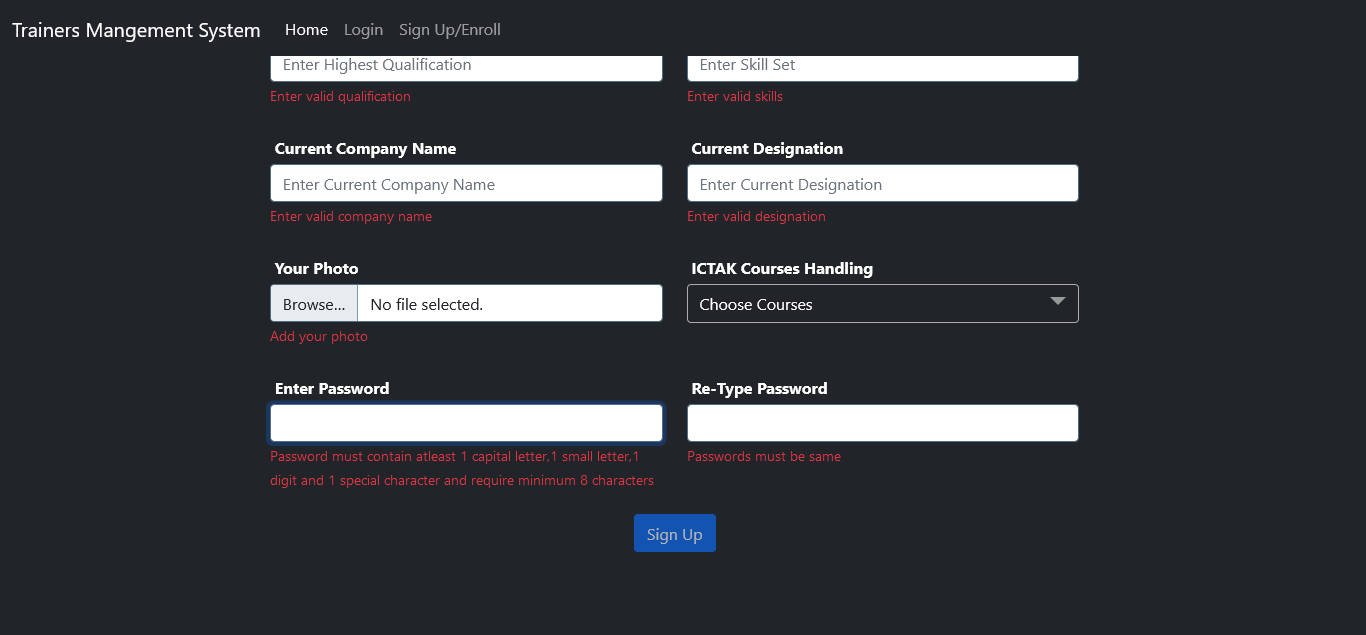 Trainers Mangement System Home Login Sign Up/Enroll
Enter Highest Qualification Enter Skill Set
Enter valid qualification Enter valid skills
Current Company Name Current Designation
Enter Current Company Name Enter Current Designation
Enter valid company name Enter valid designation
Your Photo ICTAK Courses Handling
Browse... No file selected. Choose Courses
Add your photo
Enter Password Re-Type Password
Password must contain atleast 1 capital letter,1 small letter,1 Passwords must be same
digit and 1 special character and require minimum 8 characters
Sign Up